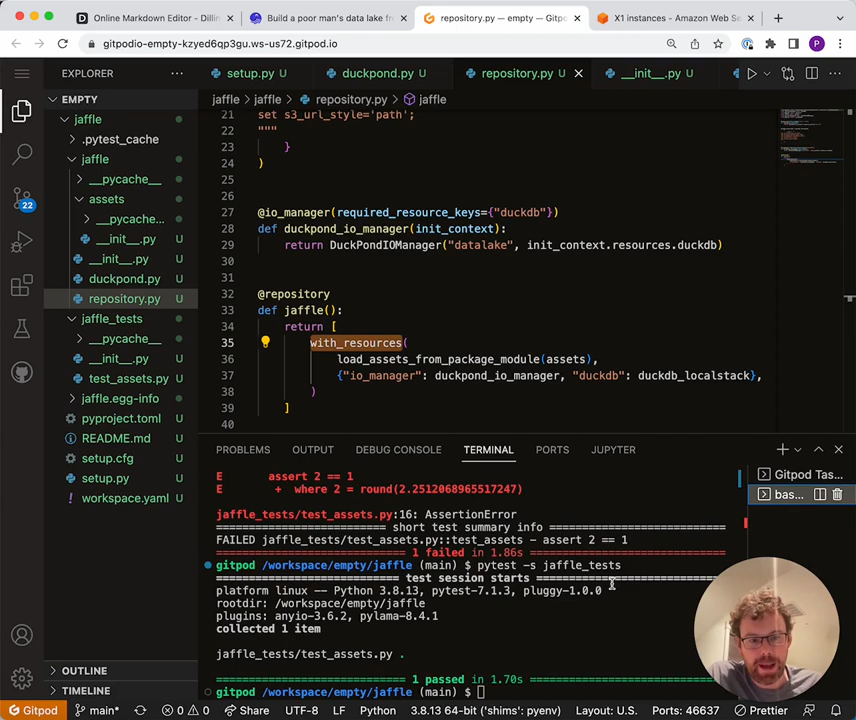 Online Markdown Editor - Dillin
Build a poor man's data lake fr
repository.py — empty — Gitpo
X1 instances - Amazon Web Se
gitpodio-empty-kzyed6qp3gu.ws-us72.gitpod.io
P
EXPLORER
setup.py U
duckpond.py U
repository.py U
__init__.py U
EMPTY
jaffle > jaffle > repository.py > jaffle
jaffle
.pytest_cache
jaffle
__pycache__
assets
__pycache...
__init__.py U
__init__.py U
duckpond.py U
repository.py U
jaffle_tests
__pycache__
__init__.py U
test_assets.py U
jaffle.egg-info
pyproject.toml U
README.md U
setup.cfg U
setup.py U
workspace.yaml U
OUTLINE
TIMELINE
22
21 set s3_url_style='path';
22 """
23 }
24 )
25
26
27 @io_manager(required_resource_keys={"duckdb"})
28 def duckpond_io_manager(init_context):
29 return DuckPondIOManager("datalake", init_context.resources.duckdb)
30
31
32 @repository
33 def jaffle():
34 return [
35 with_resources(
36 load_assets_from_package_module(assets),
37 {"io_manager": duckpond_io_manager, "duckdb": duckdb_localstack},
38 )
39 ]
40
PROBLEMS OUTPUT DEBUG CONSOLE TERMINAL PORTS JUPYTER
Gitpod Tas...
bas...
E assert 2 == 1
E + where 2 = round(2.2512068965517247)
jaffle_tests/test_assets.py:16: AssertionError
========================= short test summary info ==========================
FAILED jaffle_tests/test_assets.py::test_assets - assert 2 == 1
============================ 1 failed in 1.86s =============================
gitpod /workspace/empty/jaffle (main) $ pytest -s jaffle_tests
=========================== test session starts ============================
platform linux -- Python 3.8.13, pytest-7.1.3, pluggy-1.0.0
rootdir: /workspace/empty/jaffle
plugins: anyio-3.6.2, pylama-8.4.1
collected 1 item
jaffle_tests/test_assets.py .
============================ 1 passed in 1.70s =============================
gitpod /workspace/empty/jaffle (main) $
Gitpod main* 0 0 Share UTF-8 LF Python 3.8.13 64-bit ('shims': pyenv) Layout: U.S. Ports: 46637 Prettier